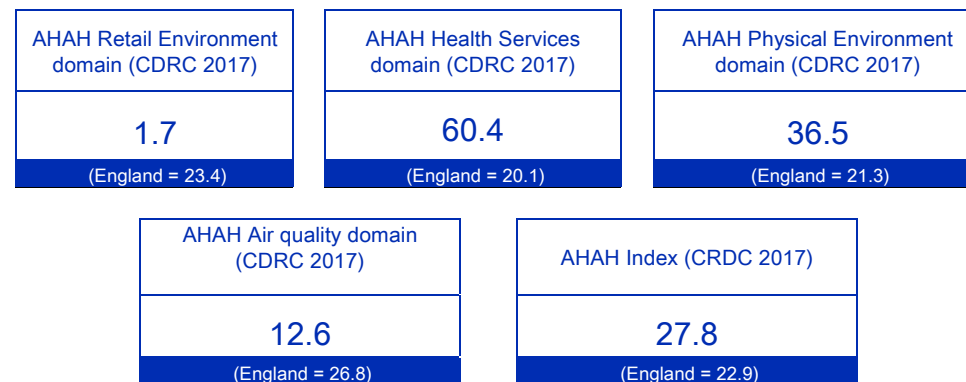 AHAH Retail Environment
domain (CDRC 2017)
1.7
(England = 23.4)
AHAH Health Services
domain (CDRC 2017)
60.4
(England = 20.1)
AHAH Physical Environment
domain (CDRC 2017)
36.5
(England = 21.3)
AHAH Air quality domain
(CDRC 2017)
12.6
(England = 26.8)
AHAH Index (CRDC 2017)
27.8
(England = 22.9)